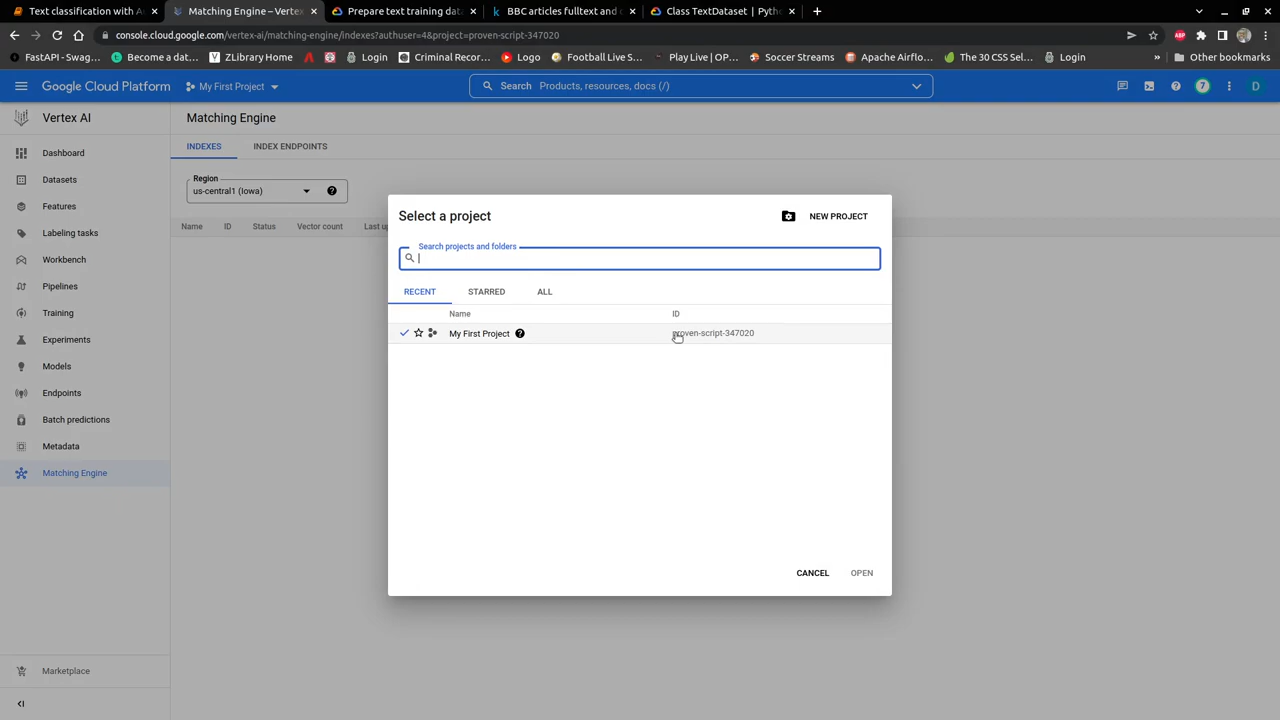 Text classification with A
Matching Engine – Vertex
Prepare text training dat
BBC articles fulltext and c
Class TextDataset | Pyth
console.cloud.google.com/vertex-ai/matching-engine/indexes?authuser=4&project=proven-script-347020
ABP
FastAPI - Swag...
Become a dat...
ZLibrary Home
Login
Criminal Recor...
Logo
Football Live S...
Play Live | OP...
Soccer Streams
Apache Airflo...
The 30 CSS Sel...
Login
»
Other bookmarks
Google Cloud Platform
My First Project
Search Products, resources, docs (/)
7
D
Vertex AI
Matching Engine
INDEXES
INDEX ENDPOINTS
Dashboard
Datasets
Features
Labeling tasks
Workbench
Pipelines
Training
Experiments
Models
Endpoints
Batch predictions
Metadata
Matching Engine
Marketplace
Region
us-central1 (Iowa)
Name ID Status Vector count Last up
Select a project
NEW PROJECT
Search projects and folders
RECENT STARRED ALL
Name ID
My First Project proven-script-347020
CANCEL OPEN